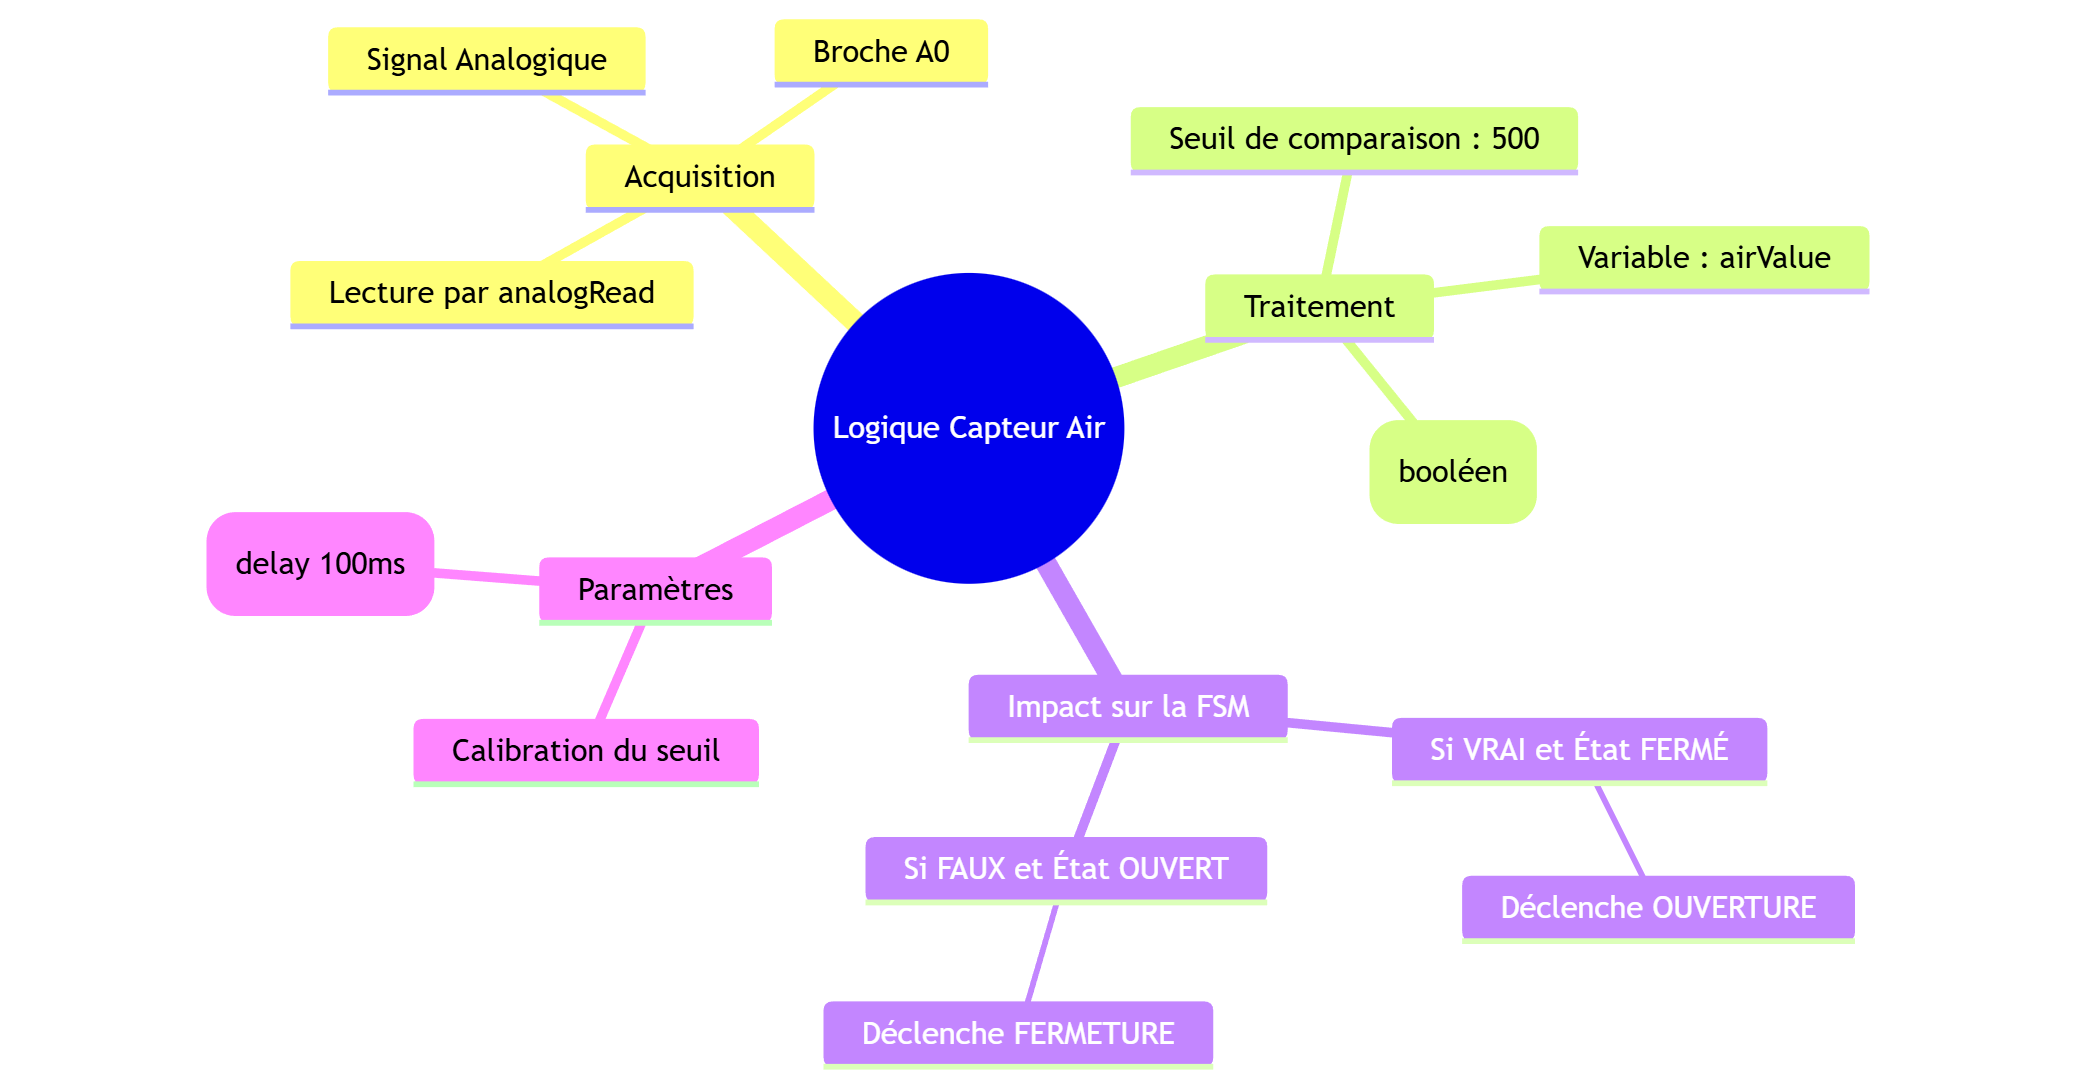 Signal Analogique
Broche A0
Acquisition
Lecture par analogRead
Seuil de comparaison : 500
Variable : airValue
Traitement
booléen
Logique Capteur Air
delay 100ms
Paramètres
Calibration du seuil
Impact sur la FSM
Si VRAI et État FERMÉ
Si FAUX et État OUVERT
Déclenche OUVERTURE
Déclenche FERMETURE